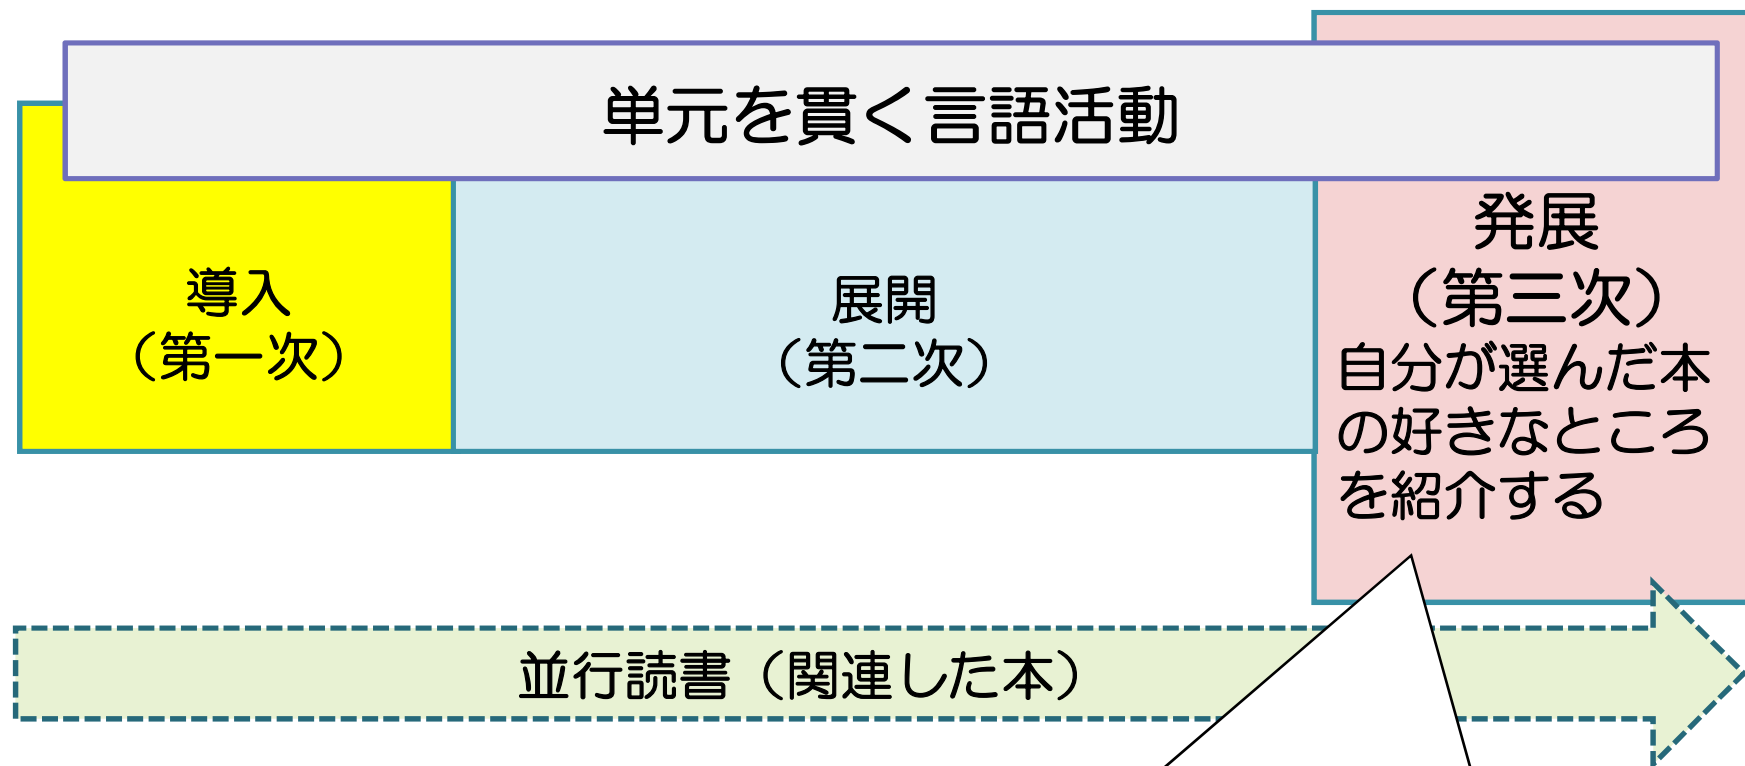 単元を貫く言語活動
導入
（第一次）
展開
（第二次）
発展
（第三次）
自分が選んだ本
の好きなところ
を紹介する
並行読書（関連した本）